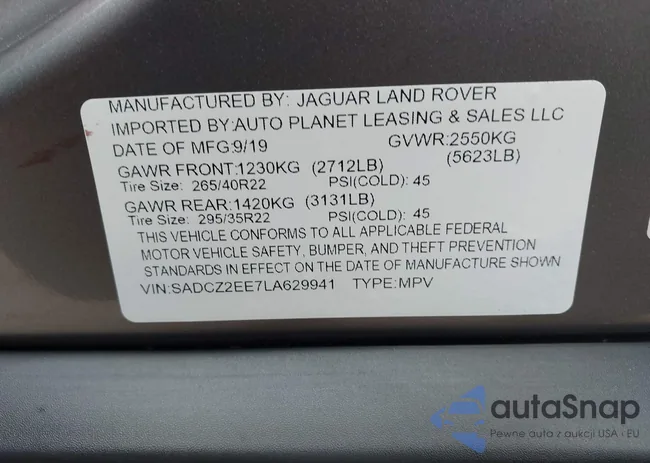 MANUFACTURED BY: JAGUAR LAND ROVER
IMPORTED BY:AUTO PLANET LEASING & SALES LLC
DATE OF MFG:9/19 GVWR:2550KG
(5623LB)
GAWR FRONT:1230KG (2712LB)
Tire Size: 265/40R22 PSI(COLD): 45
GAWR REAR:1420KG (3131LB)
Tire Size: 295/35R22 PSI(COLD): 45
THIS VEHICLE CONFORMS TO ALL APPLICABLE FEDERAL
MOTOR VEHICLE SAFETY, BUMPER, AND THEFT PREVENTION
STANDARDS IN EFFECT ON THE DATE OF MANUFACTURE SHOWN
VIN:SADCZ2EE7LA629941 TYPE:MPV
autaSnap
Pewne auta z aukcji USA i EU